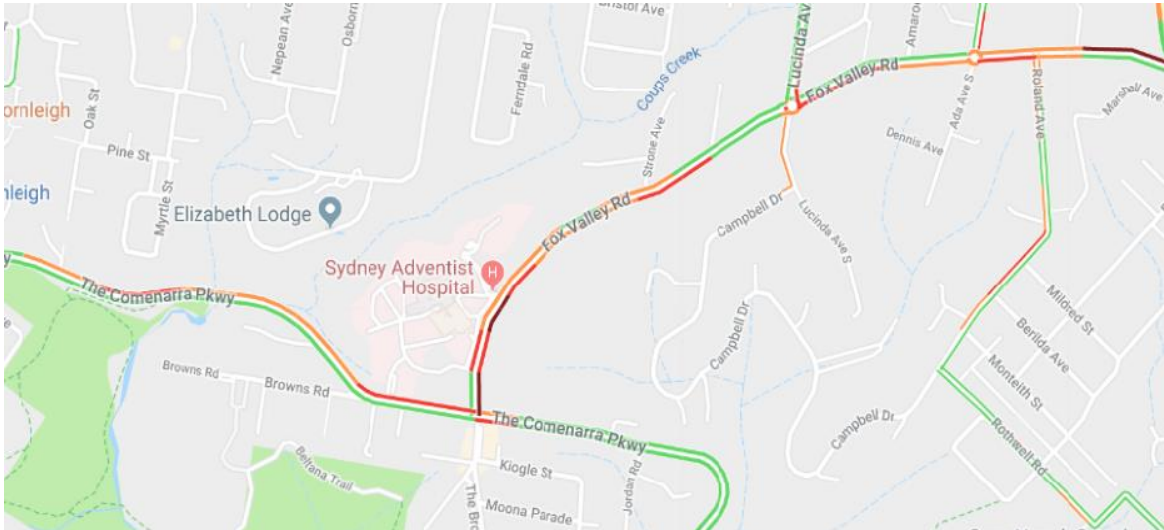 Bristol Ave
Nepean Ave
Osborn
Ferndale Rd
Coups Creek
Lucinda Ave
Fox Valley Rd
Amaroo
Ada Ave S
Roland Ave
Marshall Ave
ornleigh
Oak St
Pine St
Strone Ave
Dennis Ave
nleigh
Myrtle St
Elizabeth Lodge
Fox Valley Rd
Campbell Dr
Lucinda Ave S
Sydney Adventist
Hospital
H
y
The Comenarra Pkwy
Campbell Dr
Mildred St
Berilda Ave
Monteith St
Browns Rd
Browns Rd
The Comenarra Pkwy
Campbell Dr
Rothwell Rd
Kiogle St
Jordan Rd
Moona Parade
The Bro